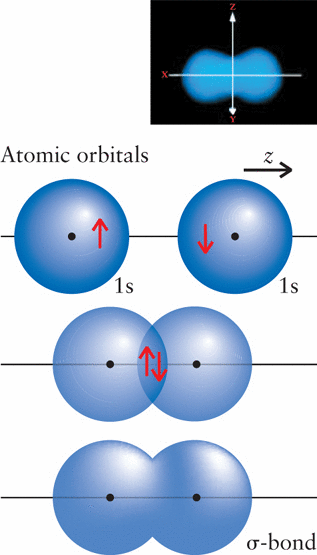 Z
X
Y
Atomic orbitals
z
1s
1s
σ-bond